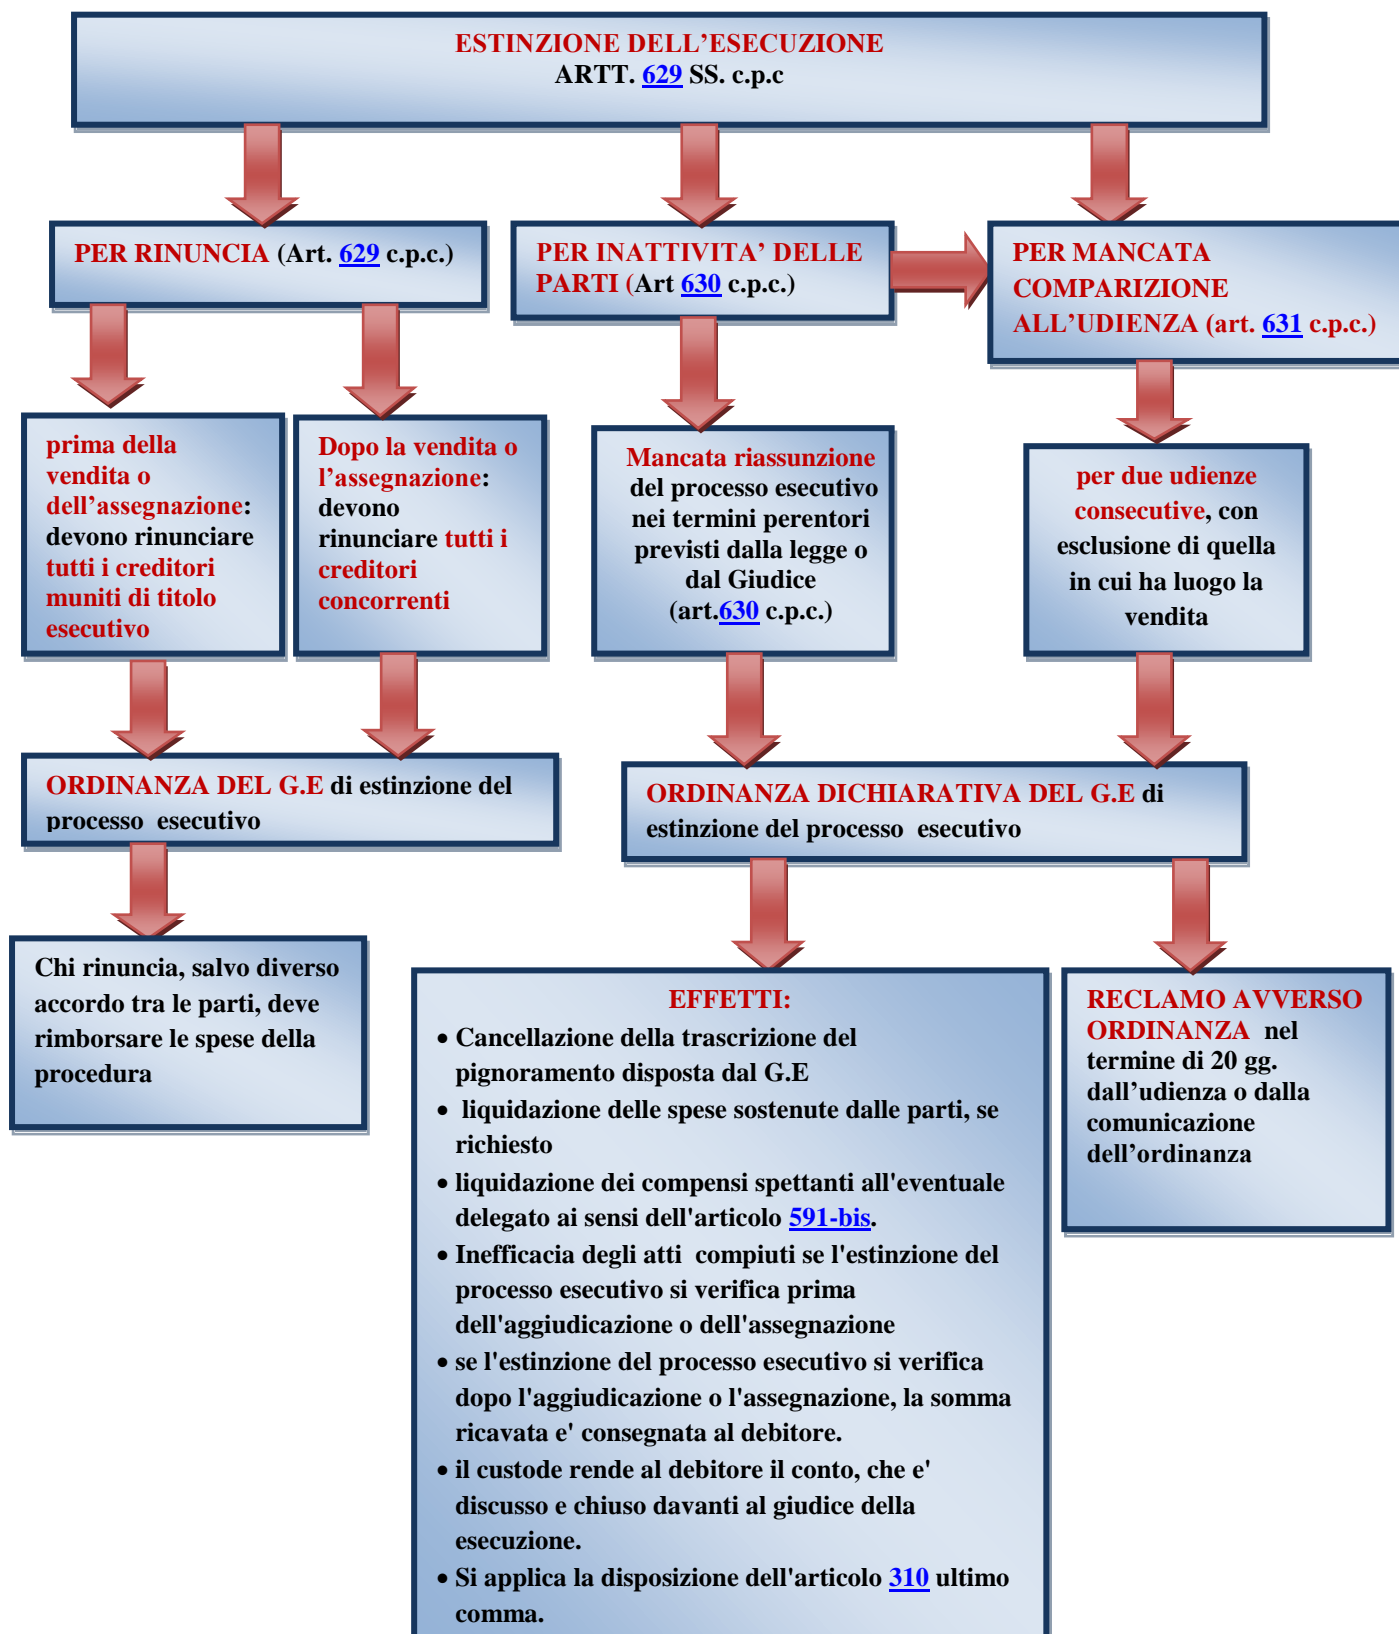 ESTINZIONE DELL’ESECUZIONE
ARTT. 629 SS. c.p.c
PER RINUNCIA (Art. 629 c.p.c.)
PER INATTIVITA’ DELLE
PARTI (Art 630 c.p.c.)
PER MANCATA
COMPARIZIONE
ALL’UDIENZA (art. 631 c.p.c.)
prima della
vendita o
dell’assegnazione:
devono rinunciare
tutti i creditori
muniti di titolo
esecutivo
Dopo la vendita o
l’assegnazione:
devono
rinunciare tutti i
creditori
concorrenti
Mancata riassunzione
del processo esecutivo
nei termini perentori
previsti dalla legge o
dal Giudice
(art.630 c.p.c.)
per due udienze
consecutive, con
esclusione di quella
in cui ha luogo la
vendita
ORDINANZA DEL G.E di estinzione del
processo esecutivo
ORDINANZA DICHIARATIVA DEL G.E di
estinzione del processo esecutivo
Chi rinuncia, salvo diverso
accordo tra le parti, deve
rimborsare le spese della
procedura
EFFETTI:
• Cancellazione della trascrizione del
pignoramento disposta dal G.E
• liquidazione delle spese sostenute dalle parti, se
richiesto
• liquidazione dei compensi spettanti all'eventuale
delegato ai sensi dell'articolo 591-bis.
• Inefficacia degli atti compiuti se l'estinzione del
processo esecutivo si verifica prima
dell'aggiudicazione o dell'assegnazione
• se l'estinzione del processo esecutivo si verifica
dopo l'aggiudicazione o l'assegnazione, la somma
ricavata e' consegnata al debitore.
• il custode rende al debitore il conto, che e'
discusso e chiuso davanti al giudice della
esecuzione.
• Si applica la disposizione dell'articolo 310 ultimo
comma.
RECLAMO AVVERSO
ORDINANZA nel
termine di 20 gg.
dall’udienza o dalla
comunicazione
dell’ordinanza